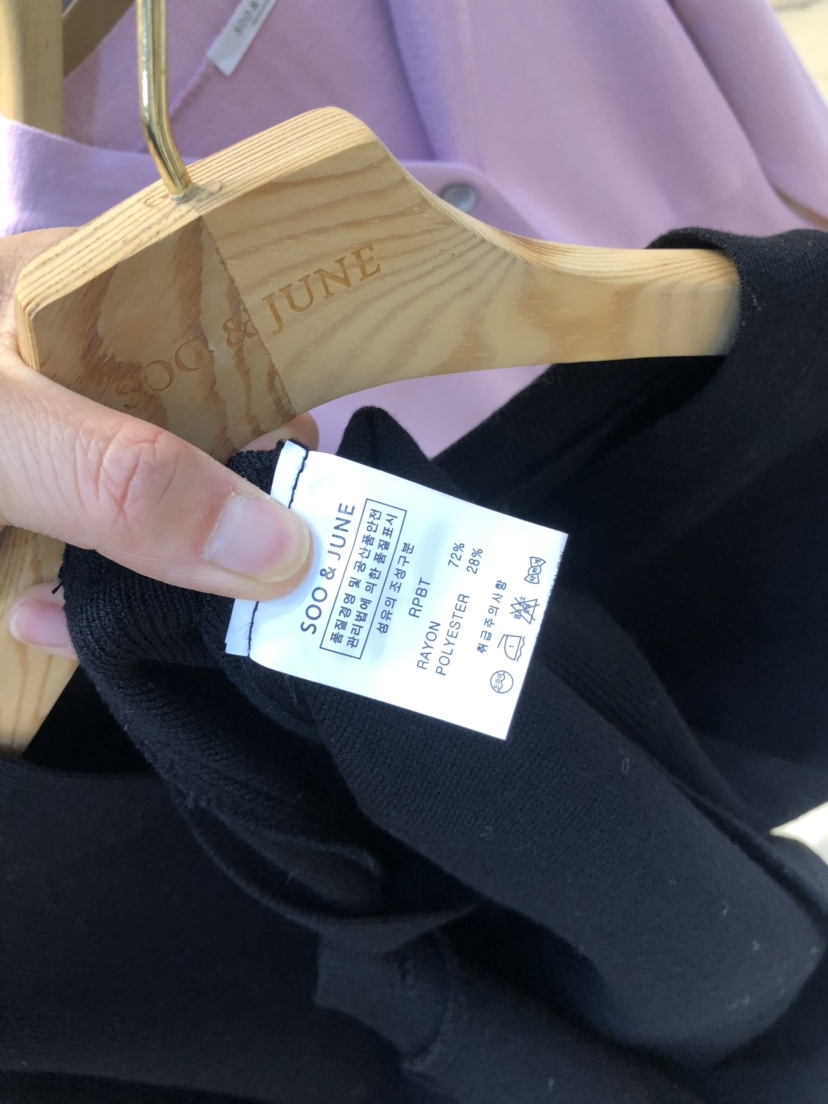 SOO &
SOO & JUNE
SOO & JUNE
품질경영 및 공산품안전
관리법에 의한 품질표시
섬유의 조성구분
RPBT
RAYON 72%
POLYESTER 28%
취급주의사항